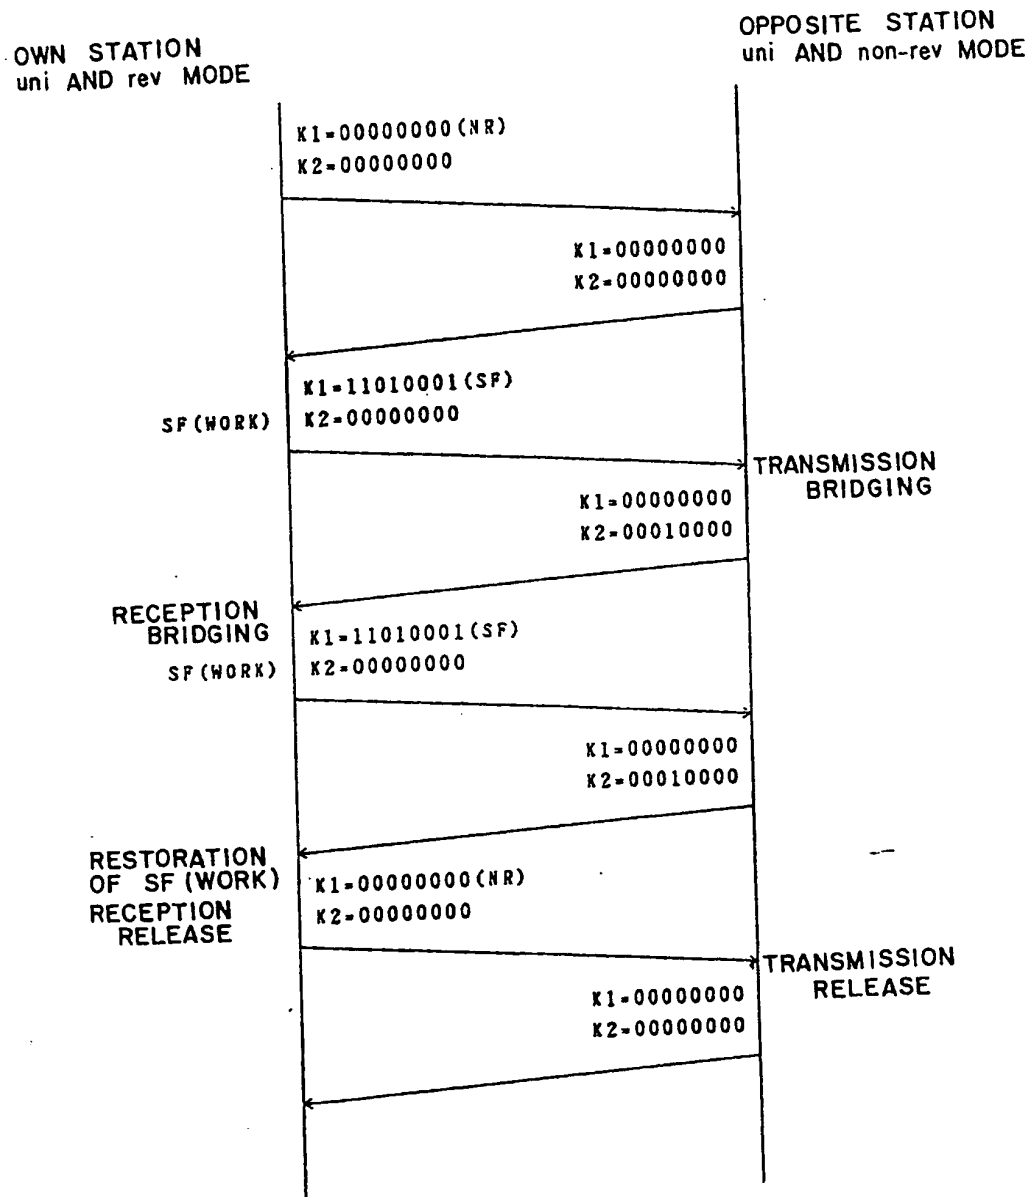 OWN STATION
uni AND rev MODE
OPPOSITE STATION
uni AND non-rev MODE
K1=00000000(NR)
K2=00000000
K1=00000000
K2=00000000
K1=11010001(SF)
SF(WORK)
K2=00000000
TRANSMISSION
BRIDGING
K1=00000000
K2=00010000
RECEPTION
BRIDGING
K1=11010001(SF)
SF(WORK)
K2=00000000
K1=00000000
K2=00010000
RESTORATION
OF SF(WORK)
K1=00000000(NR)
RECEPTION
RELEASE
K2=00000000
TRANSMISSION
RELEASE
K1=00000000
K2=00000000